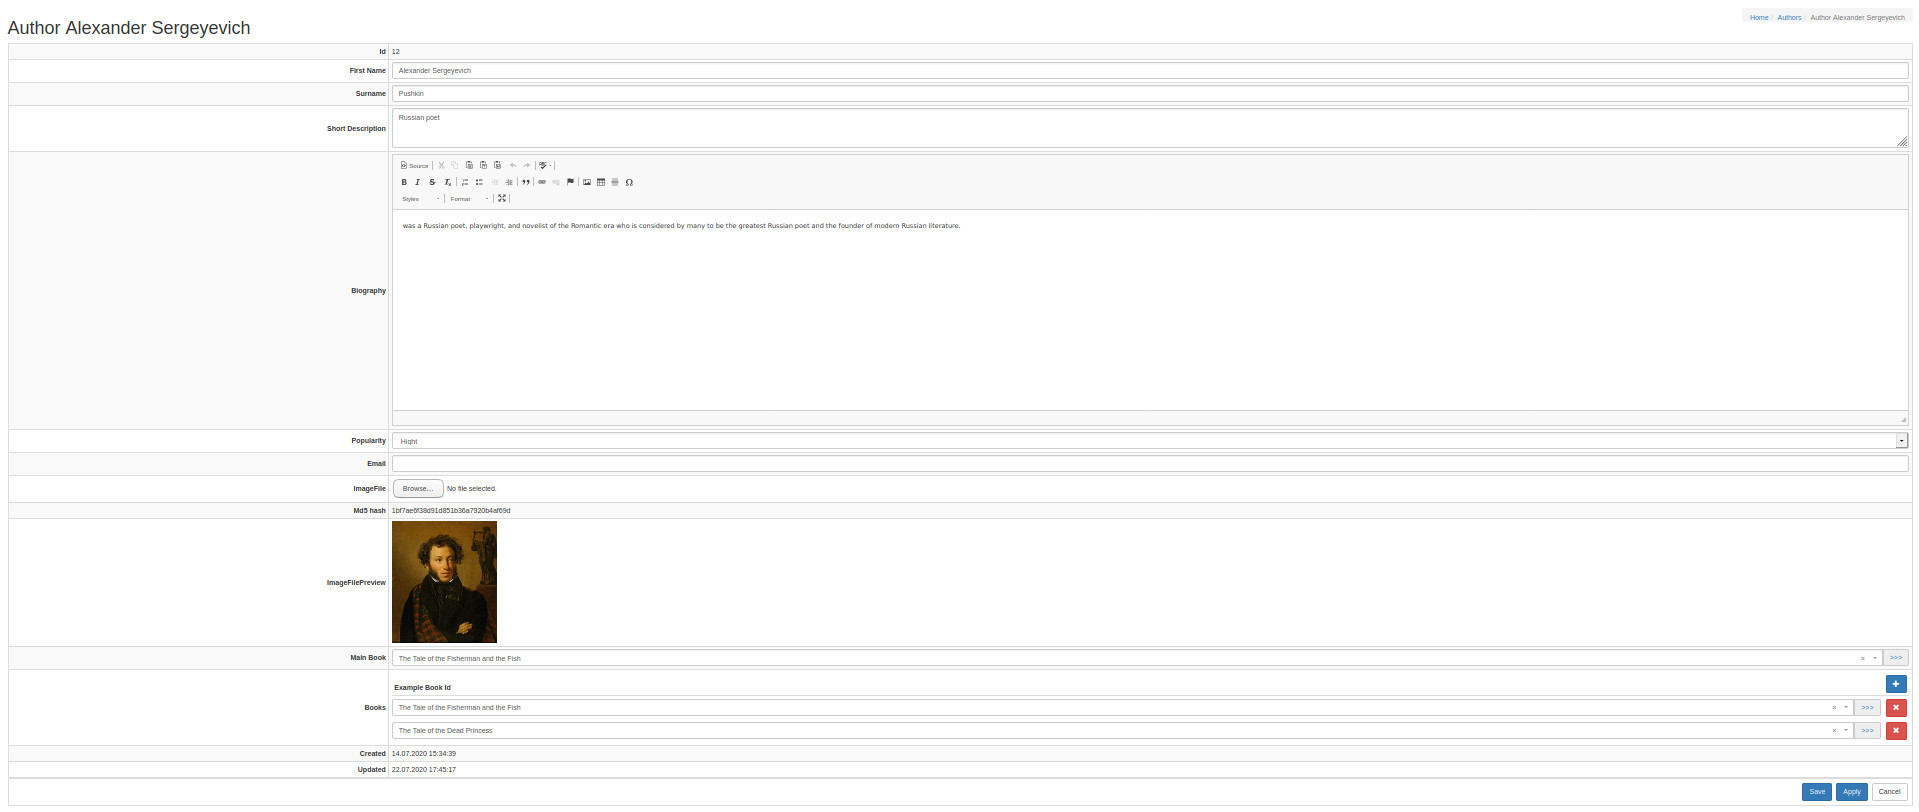 Home / Authors / Author Alexander Sergeyevich
Author Alexander Sergeyevich
Id 12
First Name Alexander Sergeyevich
Surname Pushkin
Short Description Russian poet
Source
B I S Tx Ω
Styles Format
Biography was a Russian poet, playwright, and novelist of the Romantic era who is considered by many to be the greatest Russian poet and the founder of modern Russian literature.
Popularity Hight
Email
ImageFile Browse... No file selected.
Md5 hash 1bf7ae6f38d91d851b36a7920b4af69d
ImageFilePreview
Main Book The Tale of the Fisherman and the Fish × >>>
Example Book Id +
Books The Tale of the Fisherman and the Fish × >>>
The Tale of the Dead Princess × >>>
Created 14.07.2020 15:34:39
Updated 22.07.2020 17:45:17
Save Apply Cancel